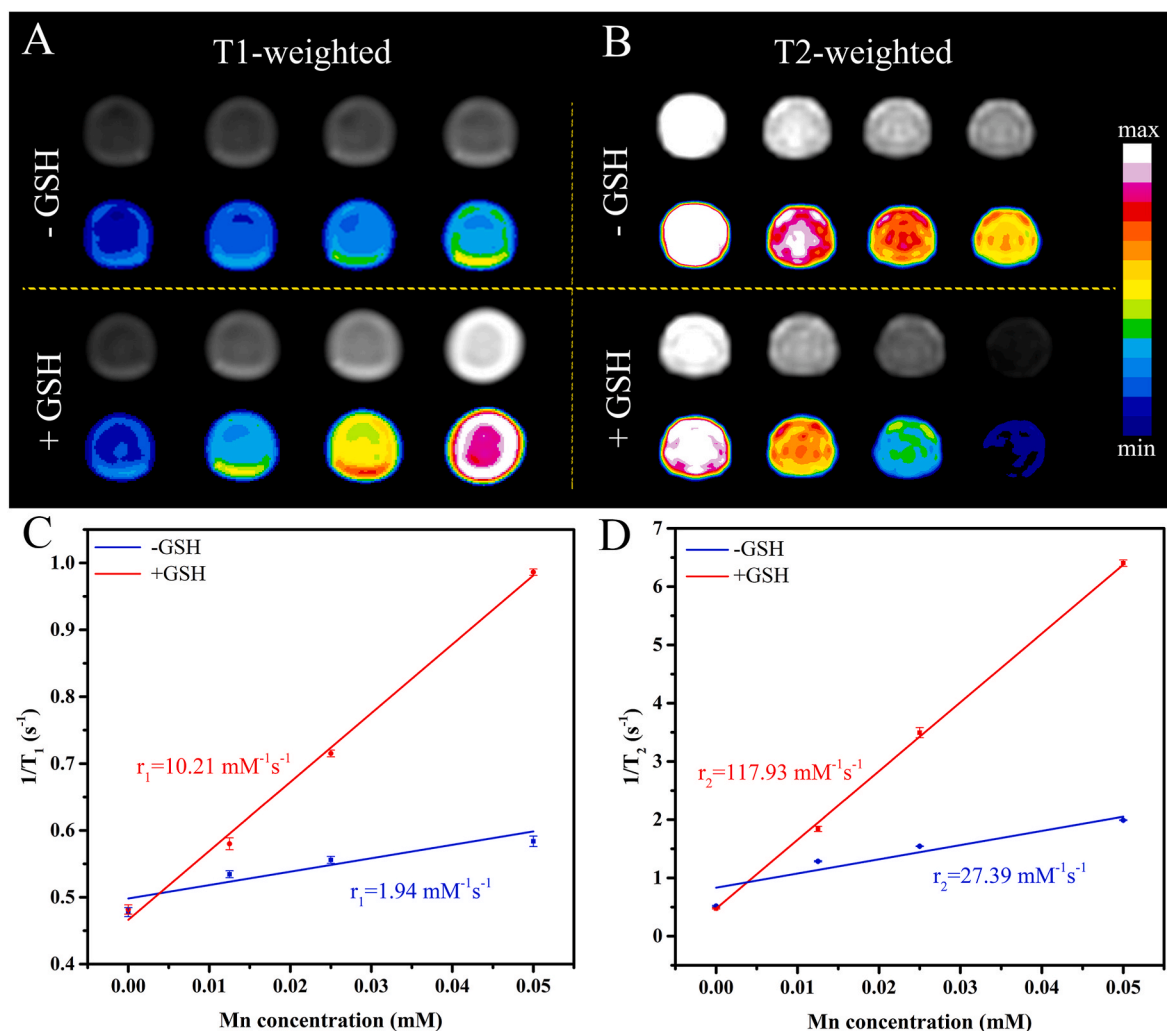 A
T1-weighted
B
T2-weighted
- GSH
- GSH
max
+ GSH
+ GSH
min
C
-GSH
+GSH
1.0
0.9
0.8
0.7
0.6
0.5
0.4
1/T₁ (s⁻¹)
r₁=10.21 mM⁻¹s⁻¹
r₁=1.94 mM⁻¹s⁻¹
0.00
0.01
0.02
0.03
0.04
0.05
Mn concentration (mM)
D
-GSH
+GSH
7
6
5
4
3
2
1
0
1/T₂ (s⁻¹)
r₂=117.93 mM⁻¹s⁻¹
r₂=27.39 mM⁻¹s⁻¹
0.00
0.01
0.02
0.03
0.04
0.05
Mn concentration (mM)